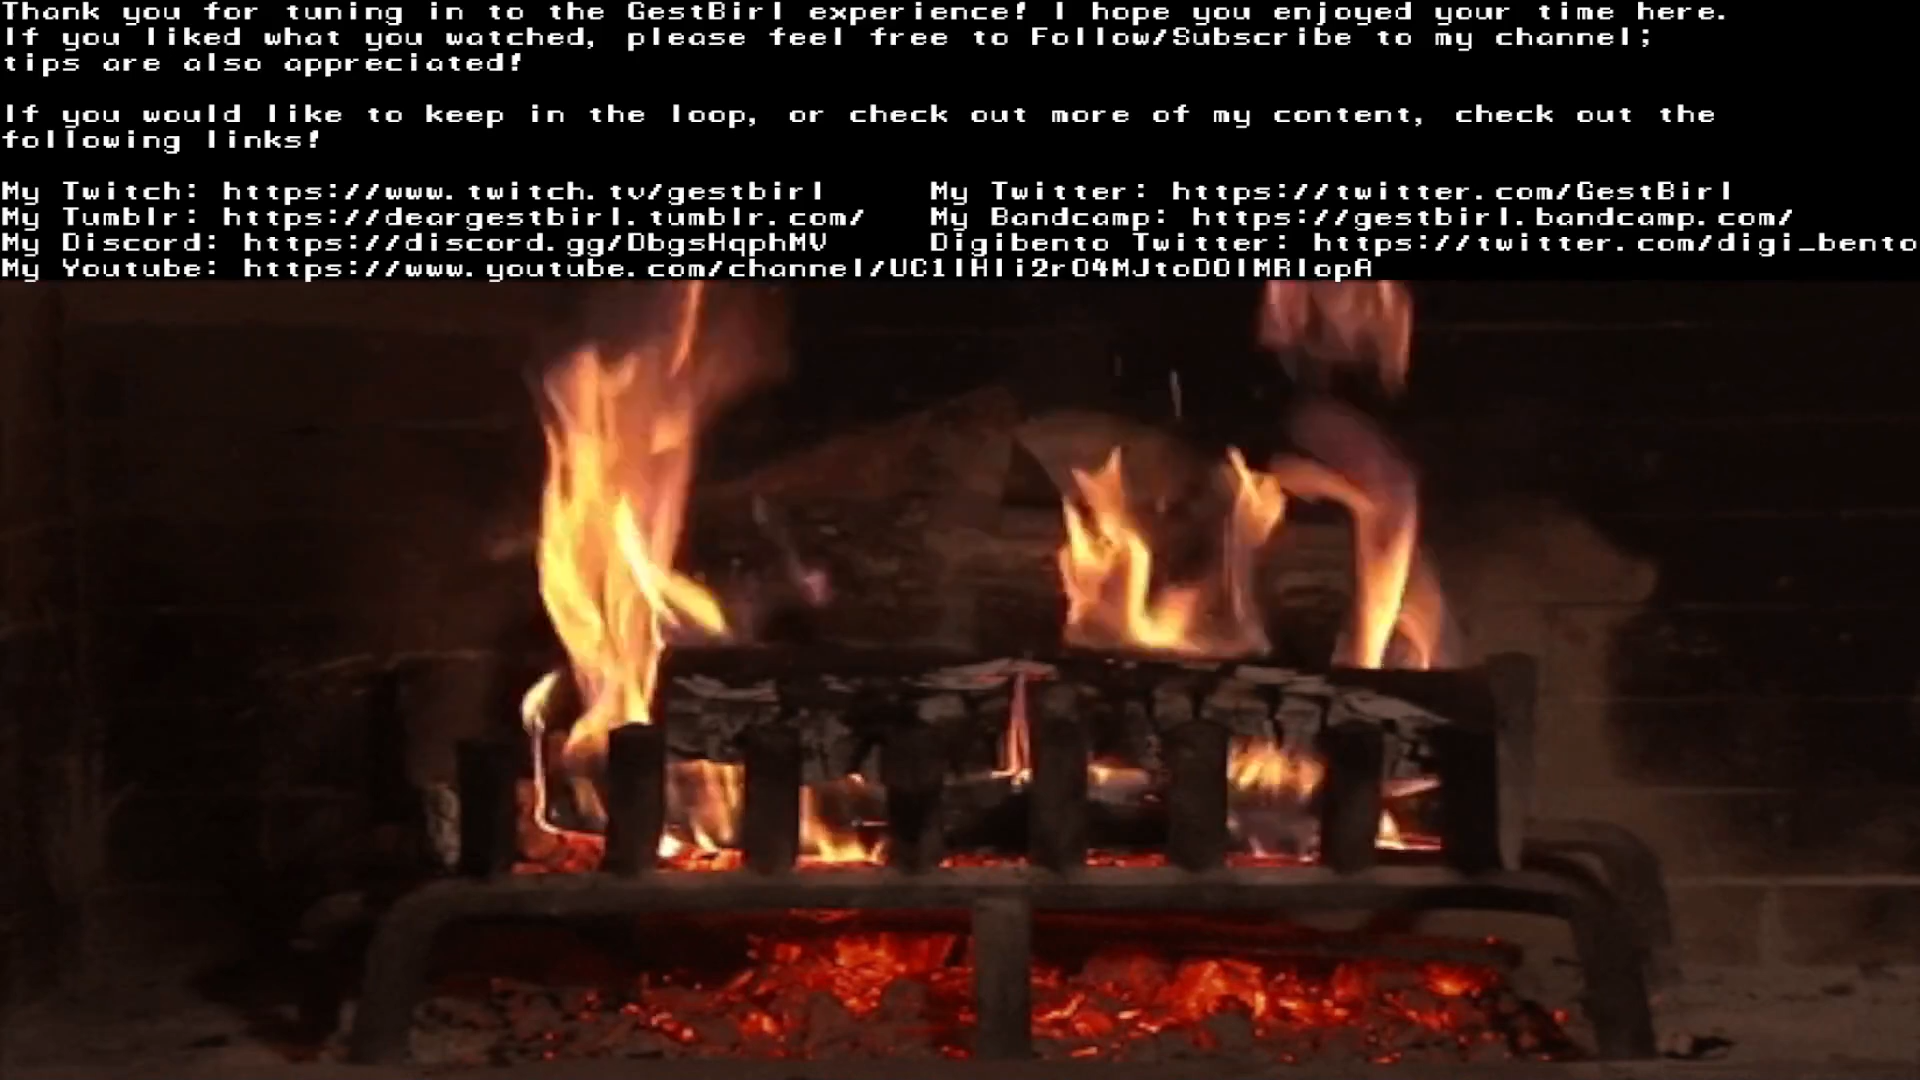 Thank you for tuning in to the GestBirl experience! I hope you enjoyed your time here.
If you liked what you watched, please feel free to Follow/Subscribe to my channel;
tips are also appreciated!
If you would like to keep in the loop, or check out more of my content, check out the
following links!
My Twitch: https://www.twitch.tv/gestbirl My Twitter: https://twitter.com/GestBirl
My Tumblr: https://deargestbirl.tumblr.com/ My Bandcamp: https://gestbirl.bandcamp.com/
My Discord: https://discord.gg/DbgsHqphMV Digibento Twitter: https://twitter.com/digi_bento
My Youtube: https://www.youtube.com/channel/UC1lHli2rO4MJtoDOlMRlopA